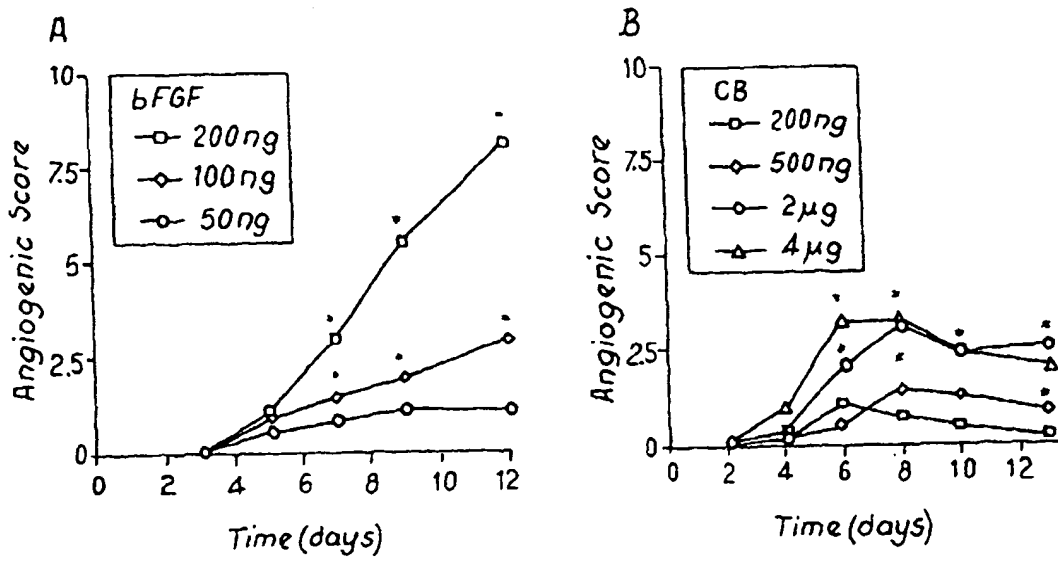 A
10
7.5
5
2.5
0
Angiogenic Score
bFGF
200ng
100ng
50ng
0 2 4 6 8 10 12
Time (days)
B
10
7.5
5
2.5
0
Angiogenic Score
CB
200ng
500ng
2µg
4µg
0 2 4 6 8 10 12
Time (days)